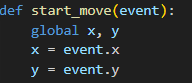 def start_move(event):
    global x, y
    x = event.x
    y = event.y